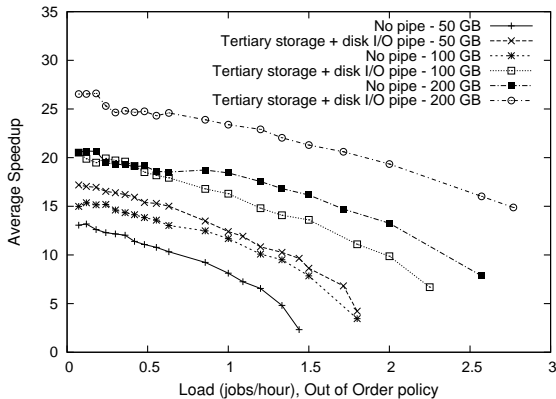 35
30
25
20
15
10
5
0
Average Speedup
No pipe - 50 GB
Tertiary storage + disk I/O pipe - 50 GB
No pipe - 100 GB
Tertiary storage + disk I/O pipe - 100 GB
No pipe - 200 GB
Tertiary storage + disk I/O pipe - 200 GB
0 0.5 1 1.5 2 2.5 3
Load (jobs/hour), Out of Order policy